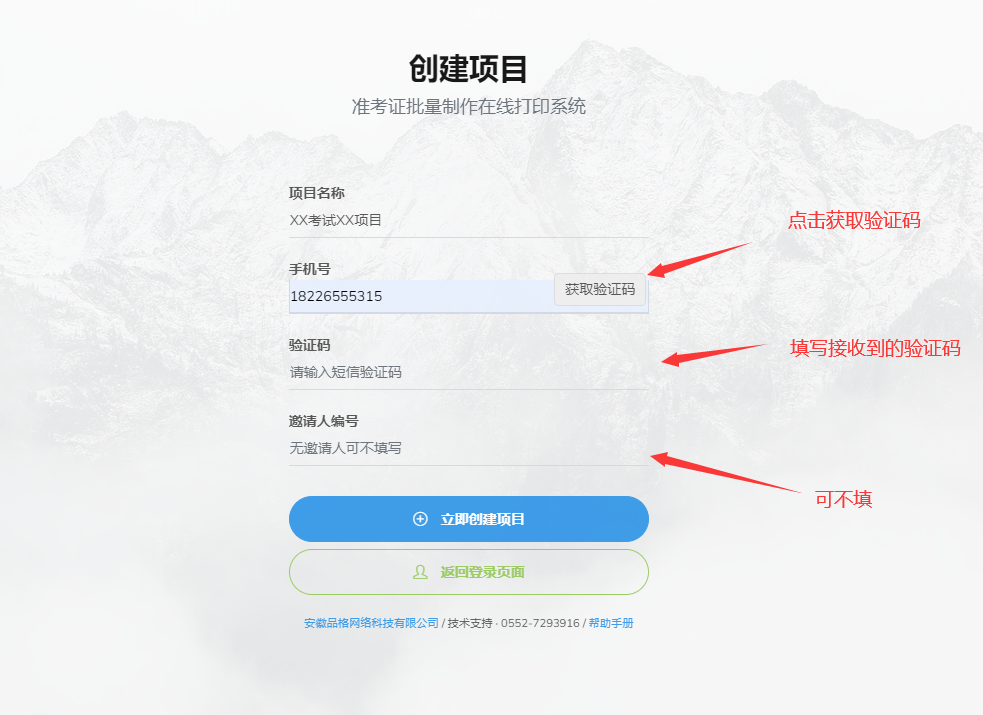 创建项目
准考证批量制作在线打印系统
项目名称
XX考试XX项目
点击获取验证码
手机号
18226555315
获取验证码
验证码
请输入短信验证码
填写接收到的验证码
邀请人编号
无邀请人可不填写
可不填
立即创建项目
返回登录页面
安徽品格网络科技有限公司 / 技术支持 · 0552-7293916 / 帮助手册